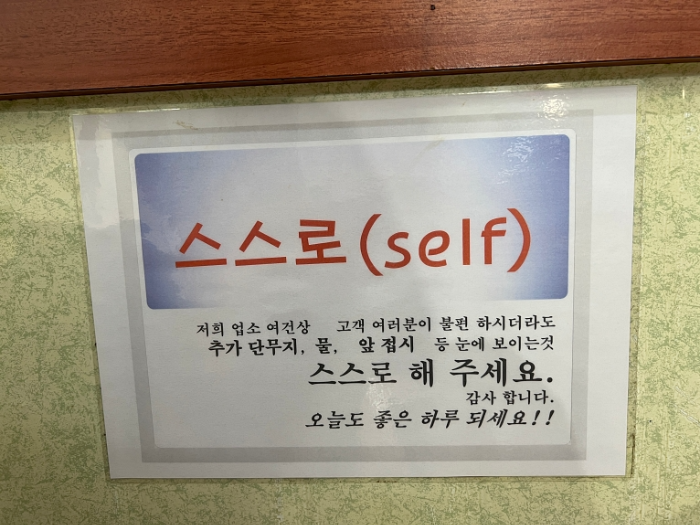 스스로(self)
저희 업소 여건상 고객 여러분이 불편 하시더라도
추가 단무지, 물, 앞 접시 등 눈에 보이는것
스스로 해 주세요.
감사 합니다.
오늘도 좋은 하루 되세요!!